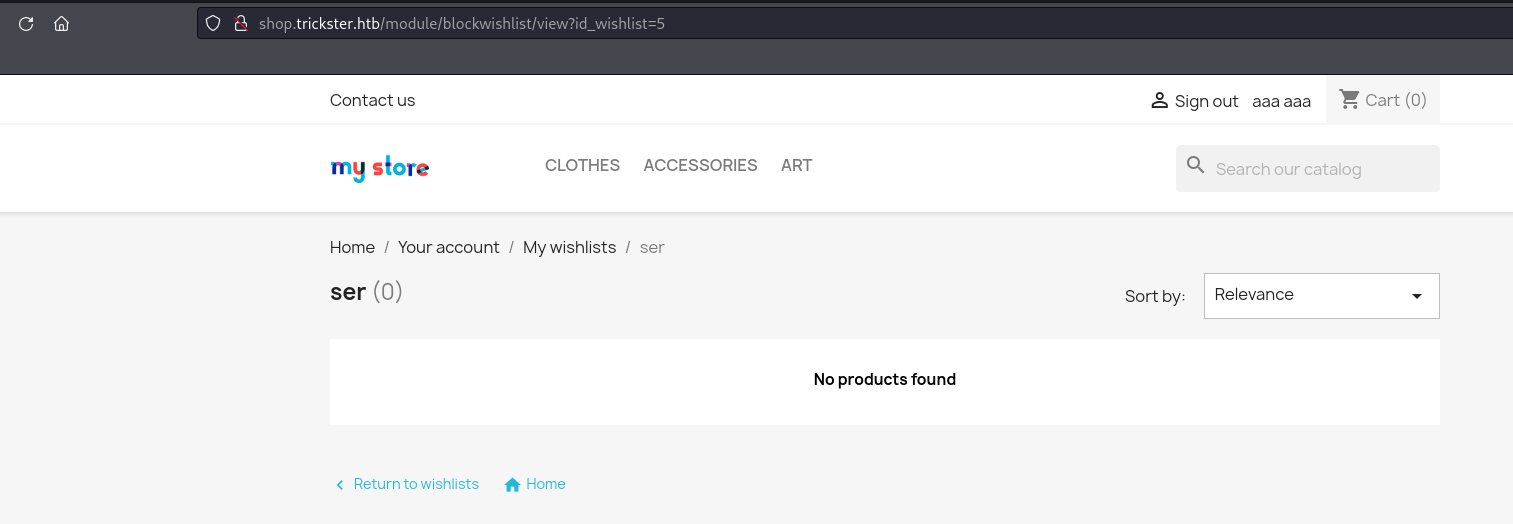 shop.trickster.htb/module/blockwishlist/view?id_wishlist=5
Contact us Sign out aaa aaa Cart (0)
my store CLOTHES ACCESSORIES ART Search our catalog
Home / Your account / My wishlists / ser
ser (0) Sort by: Relevance
No products found
Return to wishlists Home